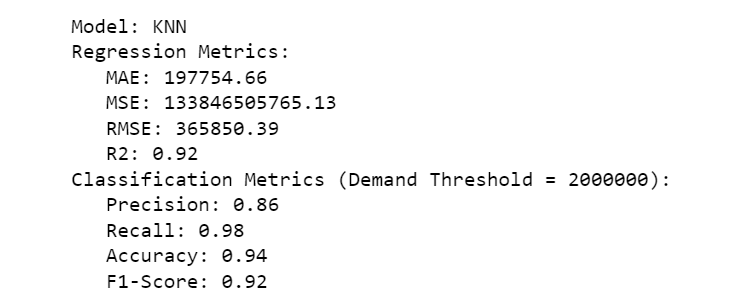 Model: KNN
Regression Metrics:
MAE: 197754.66
MSE: 133846505765.13
RMSE: 365850.39
R2: 0.92
Classification Metrics (Demand Threshold = 2000000):
Precision: 0.86
Recall: 0.98
Accuracy: 0.94
F1-Score: 0.92